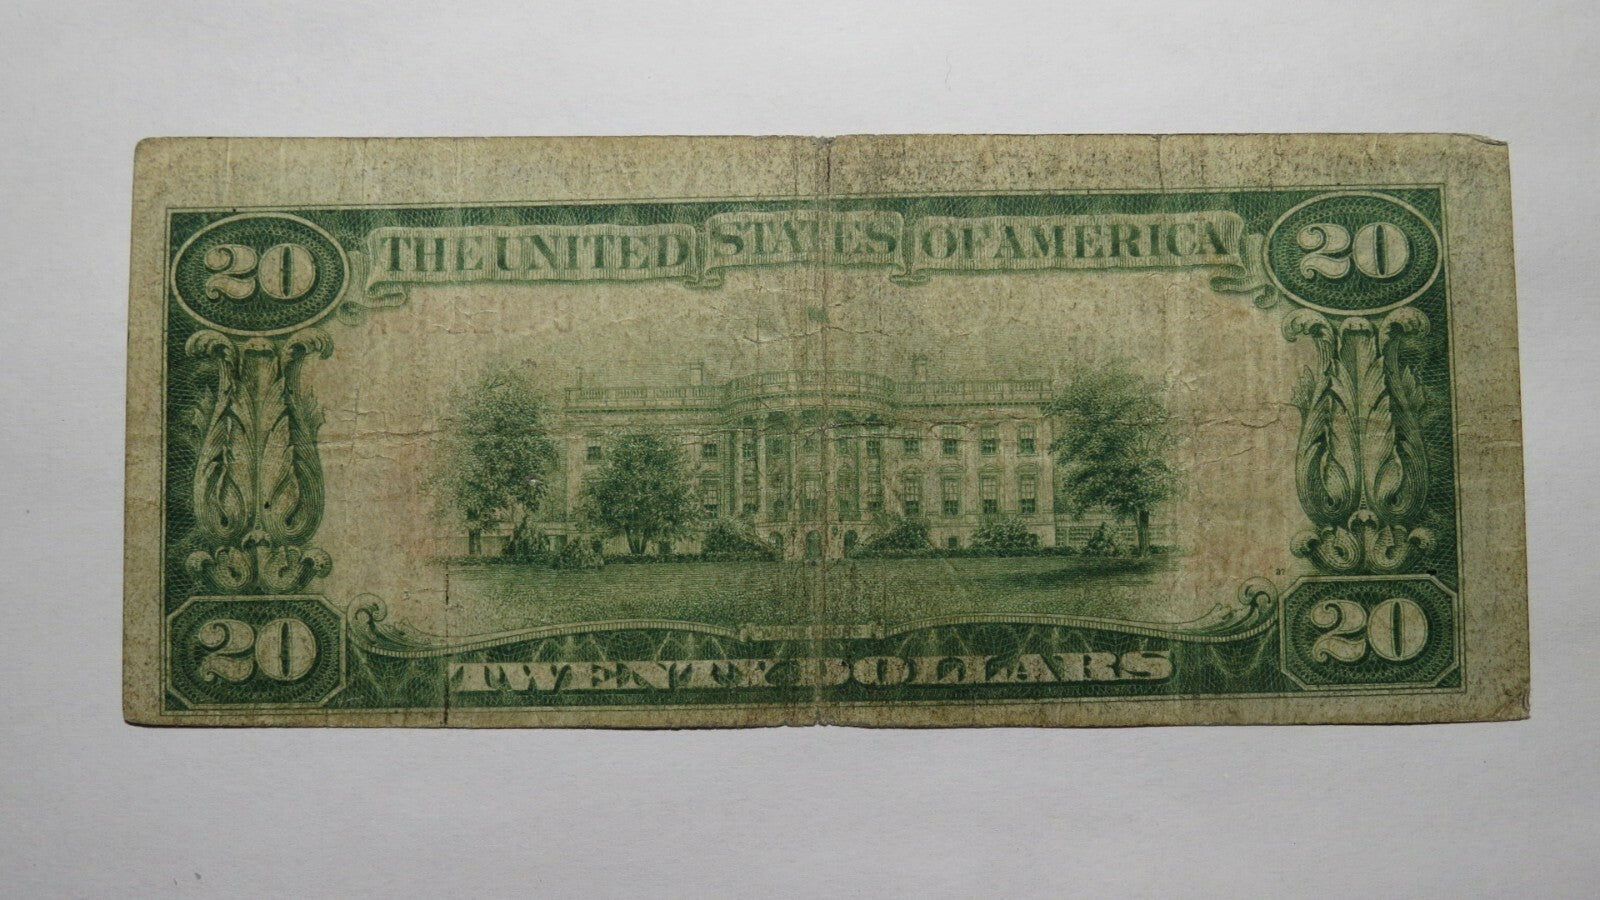 20 THE UNITED STATES OF AMERICA 20
20 TWENTY DOLLARS 20